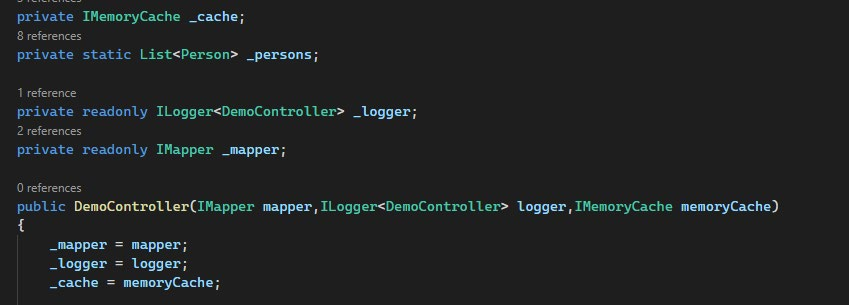 private IMemoryCache _cache;
8 references
private static List<Person> _persons;
1 reference
private readonly ILogger<DemoController> _logger;
2 references
private readonly IMapper _mapper;
0 references
public DemoController(IMapper mapper,ILogger<DemoController> logger,IMemoryCache memoryCache)
{
_mapper = mapper;
_logger = logger;
_cache = memoryCache;